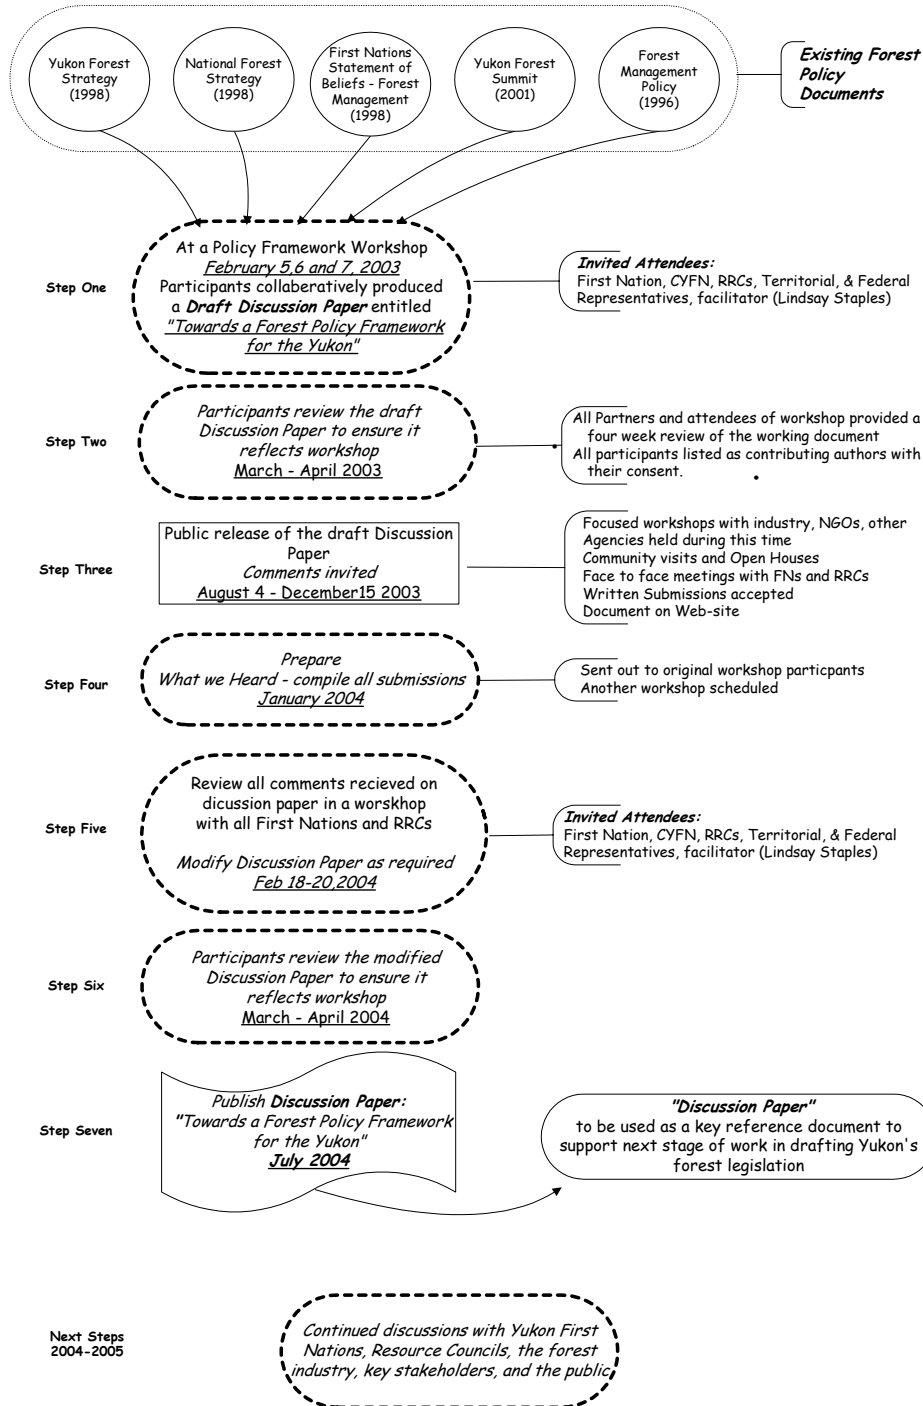 Yukon Forest
Strategy
(1998)
National Forest
Strategy
(1998)
First Nations
Statement of
Beliefs - Forest
Management
(1998)
Yukon Forest
Summit
(2001)
Forest
Management
Policy
(1996)
Existing Forest
Policy
Documents
Step One
At a Policy Framework Workshop
February 5,6 and 7, 2003
Participants collaberatively produced
a Draft Discussion Paper entitled
"Towards a Forest Policy Framework
for the Yukon"
Invited Attendees:
First Nation, CYFN, RRCs, Territorial, & Federal
Representatives, facilitator (Lindsay Staples)
Step Two
Participants review the draft
Discussion Paper to ensure it
reflects workshop
March - April 2003
All Partners and attendees of workshop provided a
four week review of the working document
All participants listed as contributing authors with
their consent.
Step Three
Public release of the draft Discussion
Paper
Comments invited
August 4 - December15 2003
Focused workshops with industry, NGOs, other
Agencies held during this time
Community visits and Open Houses
Face to face meetings with FNs and RRCs
Written Submissions accepted
Document on Web-site
Step Four
Prepare
What we Heard - compile all submissions
January 2004
Sent out to original workshop particpants
Another workshop scheduled
Step Five
Review all comments recieved on
dicussion paper in a worskhop
with all First Nations and RRCs
Modify Discussion Paper as required
Feb 18-20,2004
Invited Attendees:
First Nation, CYFN, RRCs, Territorial, & Federal
Representatives, facilitator (Lindsay Staples)
Step Six
Participants review the modified
Discussion Paper to ensure it
reflects workshop
March - April 2004
Step Seven
Publish Discussion Paper:
"Towards a Forest Policy Framework
for the Yukon"
July 2004
"Discussion Paper"
to be used as a key reference document to
support next stage of work in drafting Yukon's
forest legislation
Next Steps
2004-2005
Continued discussions with Yukon First
Nations, Resource Councils, the forest
industry, key stakeholders, and the public